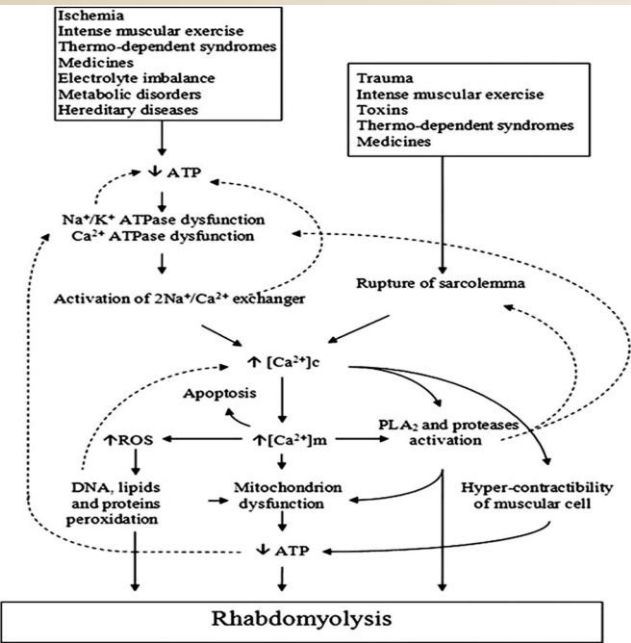 Ischemia
Intense muscular exercise
Thermo-dependent syndromes
Medicines
Electrolyte imbalance
Metabolic disorders
Hereditary diseases
Trauma
Intense muscular exercise
Toxins
Thermo-dependent syndromes
Medicines
↓ ATP
Na⁺/K⁺ ATPase dysfunction
Ca²⁺ ATPase dysfunction
Activation of 2Na⁺/Ca²⁺ exchanger
Rupture of sarcolemma
↑ [Ca²⁺]c
Apoptosis
↑ROS
↑[Ca²⁺]m
PLA₂ and proteases
activation
DNA, lipids
and proteins
peroxidation
Mitochondrion
dysfunction
Hyper-contractibility
of muscular cell
↓ ATP
Rhabdomyolysis